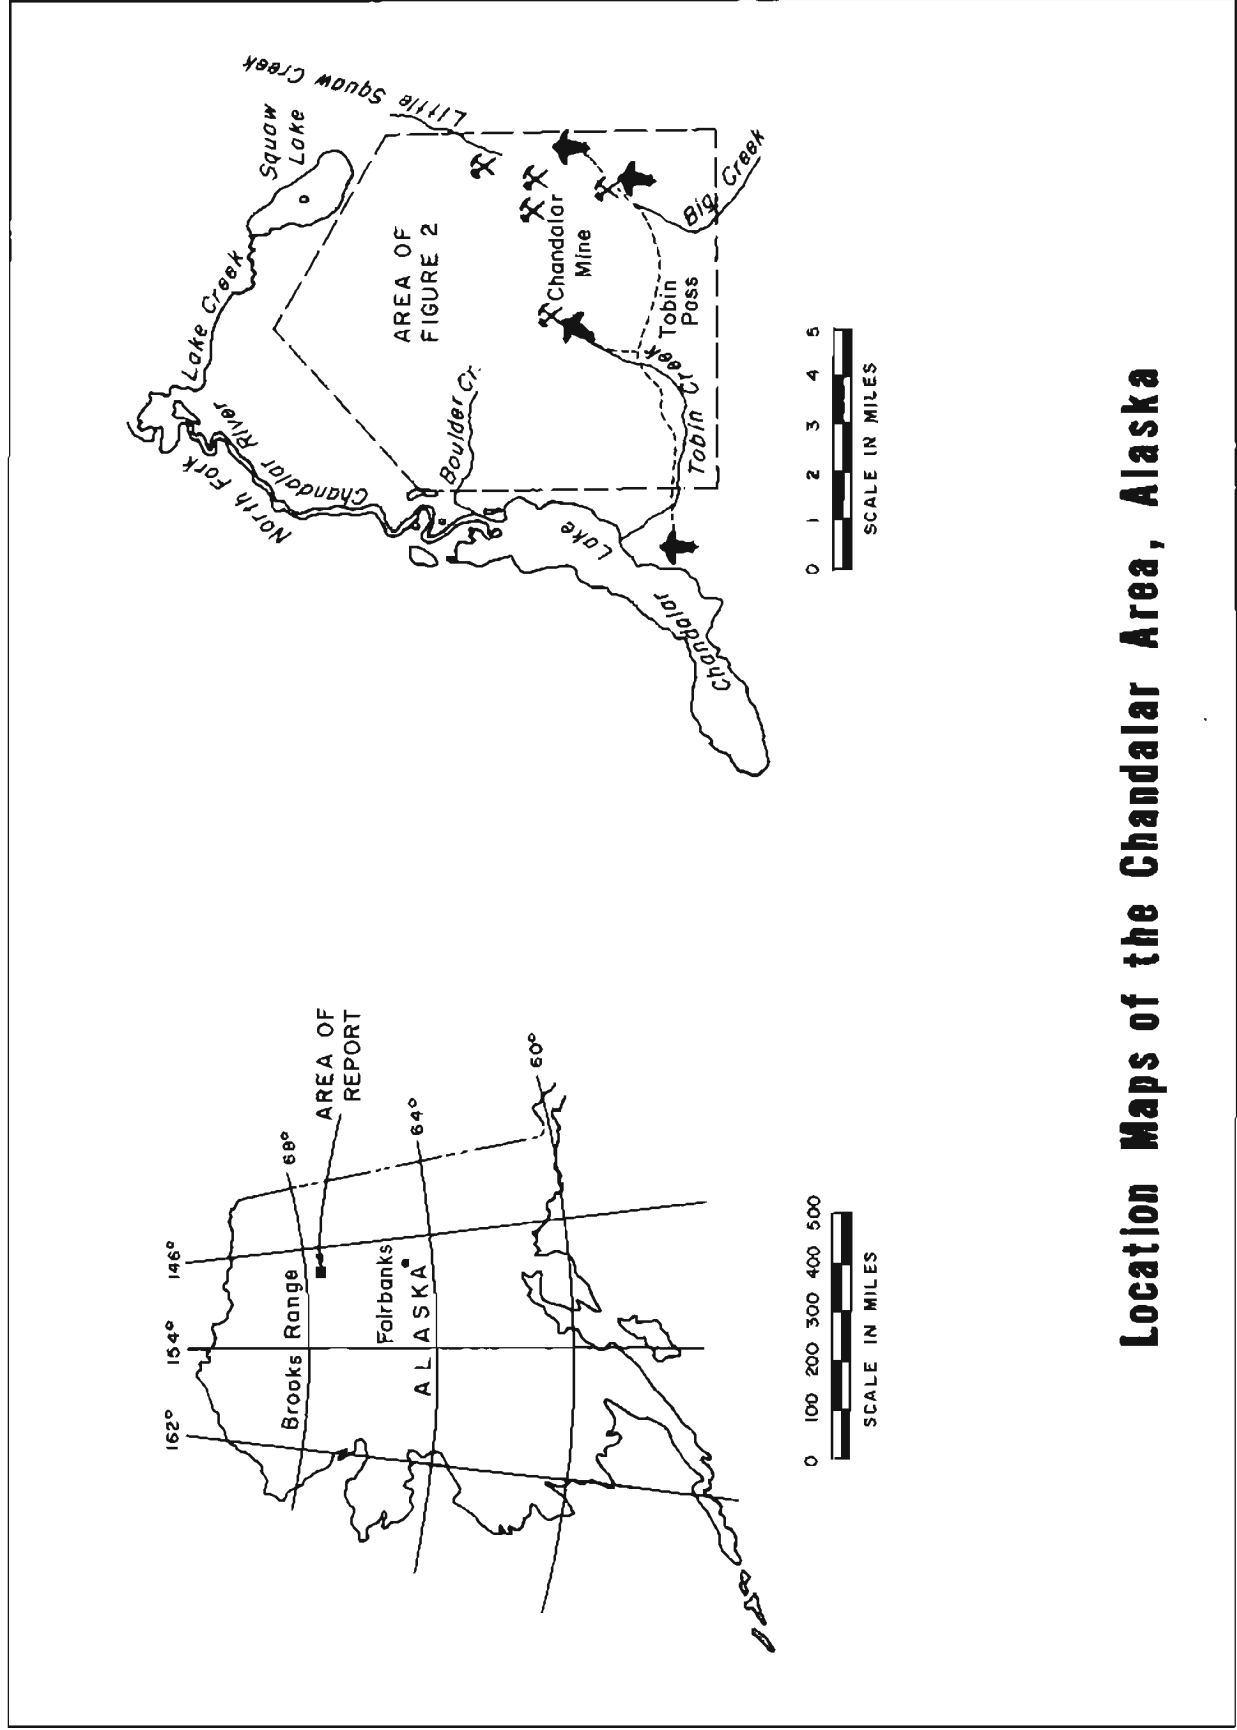 162°
154°
146°
68°
AREA OF
REPORT
Brooks Range
Fairbanks
64°
ALASKA
60°
0 100 200 300 400 500
SCALE IN MILES
Squaw
Lake
Little Squaw Creek
Lake Creek
North Fork
Chandalar River
AREA OF
FIGURE 2
Boulder Cr.
Chandalar
Mine
Lake
Chandalar
Tobin Creek
Tobin
Pass
Big Creek
0 1 2 3 4 5
SCALE IN MILES
Location Maps of the Chandalar Area, Alaska